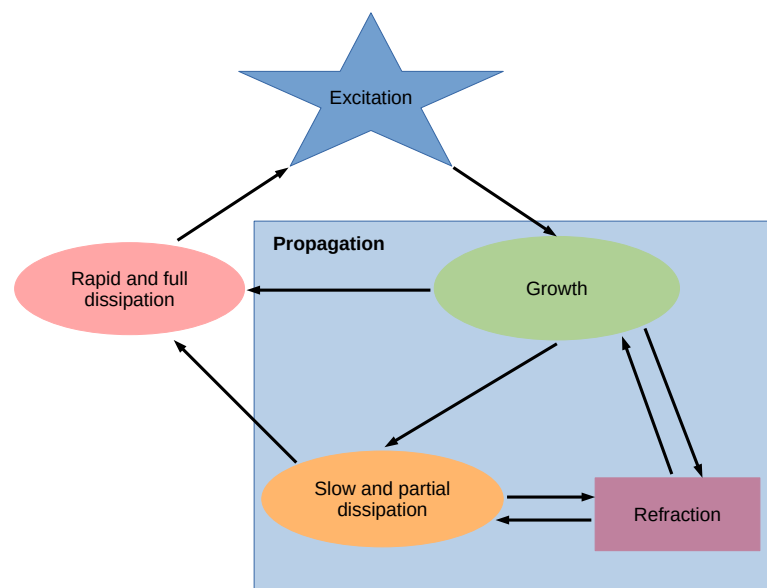 Excitation
Propagation
Rapid and full
dissipation
Growth
Slow and partial
dissipation
Refraction